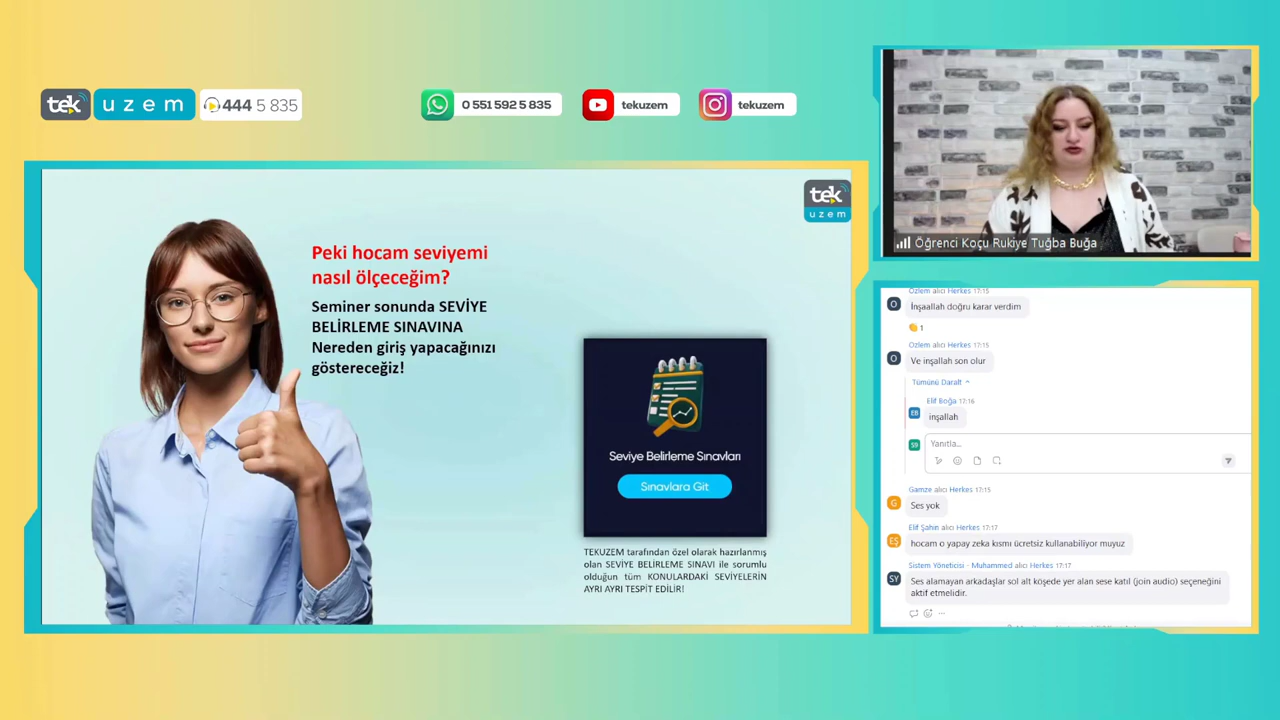 tek
uzem
444 5 835
0 551 592 5 835
tekuzem
tekuzem
tek
uzem
Peki hocam seviyemi
nasıl ölçeceğim?
Seminer sonunda SEVİYE
BELİRLEME SINAVINA
Nereden giriş yapacağınızı
göstereceğiz!
Seviye Belirleme Sınavları
Sınavlara Git
TEKUZEM tarafından özel olarak hazırlanmış
olan SEVİYE BELİRLEME SINAVI ile sorumlu
olduğun tüm KONULARDAKİ SEVİYELERİN
AYRI AYRI TESPİT EDİLİR!
Öğrenci Koçu Rukiye Tuğba Buğa
Özlem alıcı Herkes 17:15
O
İnşaallah doğru karar verdim
1
Özlem alıcı Herkes 17:15
O
Ve inşallah son olur
Tümünü Daralt
Elif Boğa 17:16
EB
inşallah
Yanıtla...
Gamze alıcı Herkes 17:15
G
Ses yok
Elif Şahin alıcı Herkes 17:17
EŞ
hocam o yapay zeka kısmı ücretsiz kullanabiliyor muyuz
Sistem Yöneticisi - Muhammed alıcı Herkes 17:17
SY
Ses alamayan arkadaşlar sol alt köşede yer alan sese katıl (join audio) seçeneğini
aktif etmelidir.